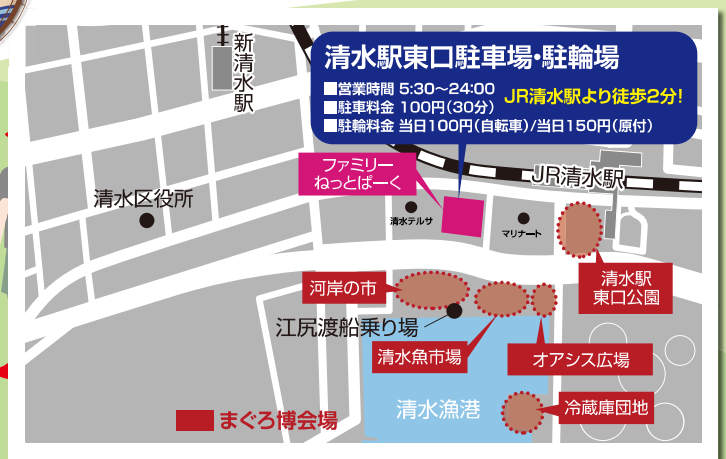 新清水駅
清水駅東口駐車場・駐輪場
■営業時間 5:30～24:00
■駐車料金 100円（30分）
JR清水駅より徒歩2分!
■駐輪料金 当日100円（自転車）/当日150円（原付）
ファミリー
ねっとぱーく
JR清水駅
清水区役所
清水テルサ
マリナート
清水駅
東口公園
河岸の市
江尻渡船乗り場
清水魚市場
オアシス広場
清水漁港
冷蔵庫団地
まぐろ博会場